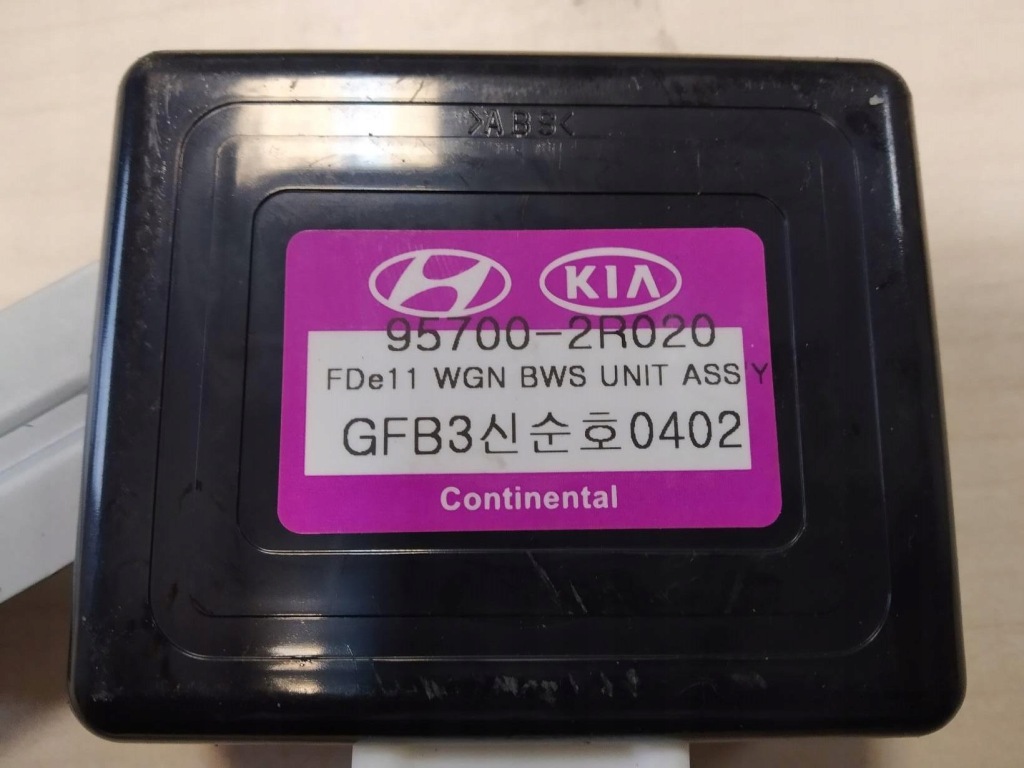 >ABS<
KIA
95700-2R020
FDe11 WGN BWS UNIT ASS'Y
GFB3신순호0402
Continental